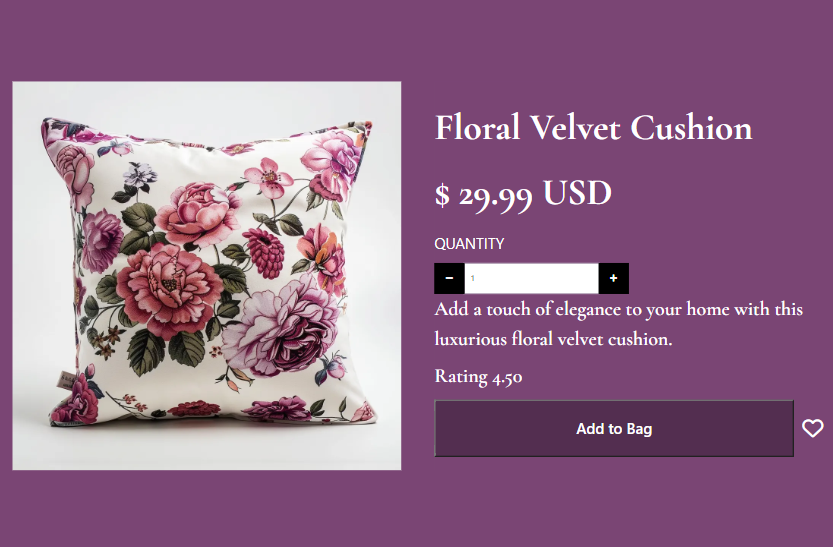 Floral Velvet Cushion
$ 29.99 USD
QUANTITY
− 1 +
Add a touch of elegance to your home with this
luxurious floral velvet cushion.
Rating 4.50
Add to Bag